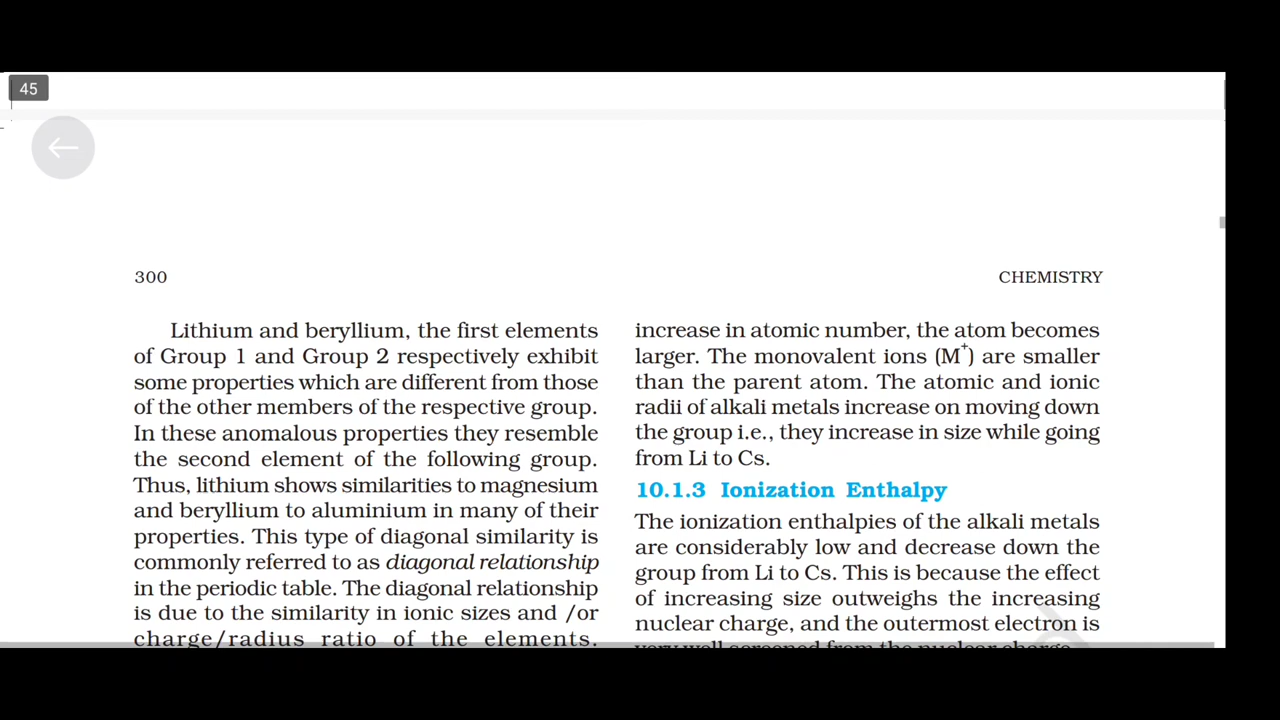 45
300
CHEMISTRY
Lithium and beryllium, the first elements
of Group 1 and Group 2 respectively exhibit
some properties which are different from those
of the other members of the respective group.
In these anomalous properties they resemble
the second element of the following group.
Thus, lithium shows similarities to magnesium
and beryllium to aluminium in many of their
properties. This type of diagonal similarity is
commonly referred to as diagonal relationship
in the periodic table. The diagonal relationship
is due to the similarity in ionic sizes and /or
charge/radius ratio of the elements.
increase in atomic number, the atom becomes
larger. The monovalent ions (M⁺) are smaller
than the parent atom. The atomic and ionic
radii of alkali metals increase on moving down
the group i.e., they increase in size while going
from Li to Cs.
10.1.3 Ionization Enthalpy
The ionization enthalpies of the alkali metals
are considerably low and decrease down the
group from Li to Cs. This is because the effect
of increasing size outweighs the increasing
nuclear charge, and the outermost electron is
very well screened from the nuclear charge.